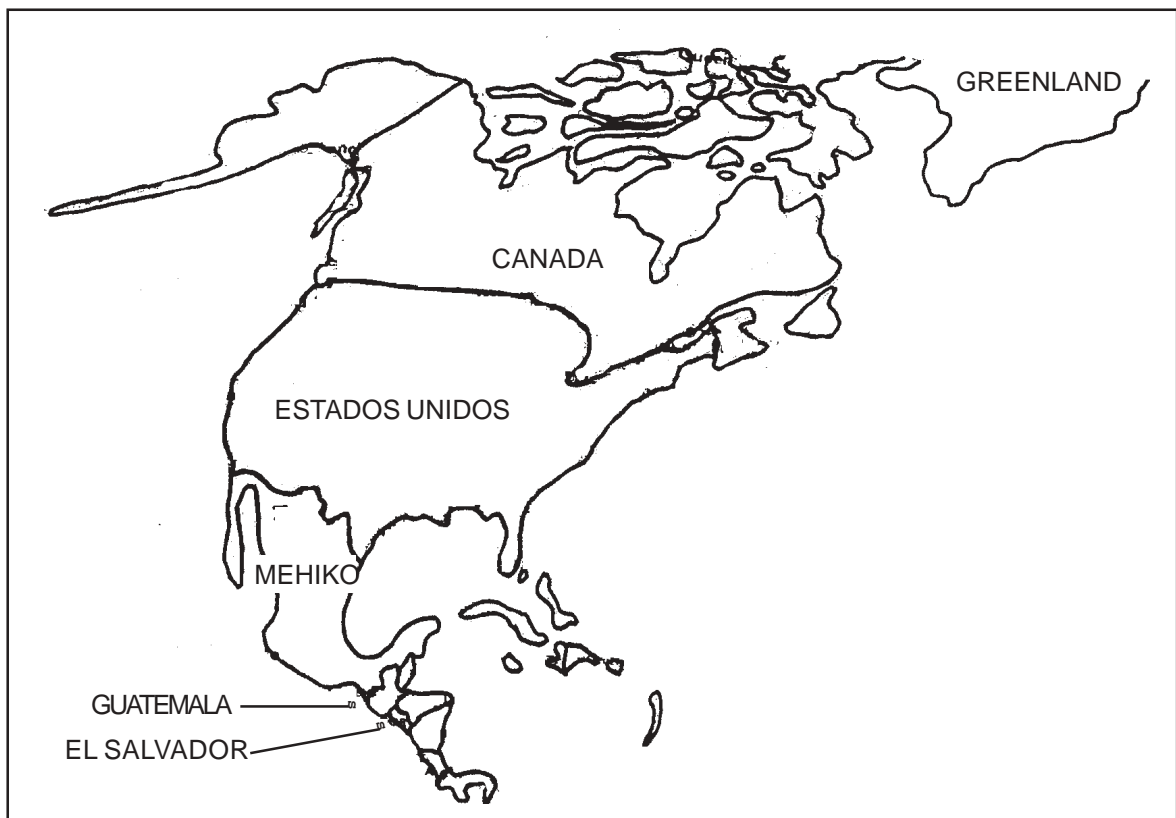 GREENLAND
CANADA
ESTADOS UNIDOS
MEHIKO
GUATEMALA
EL SALVADOR